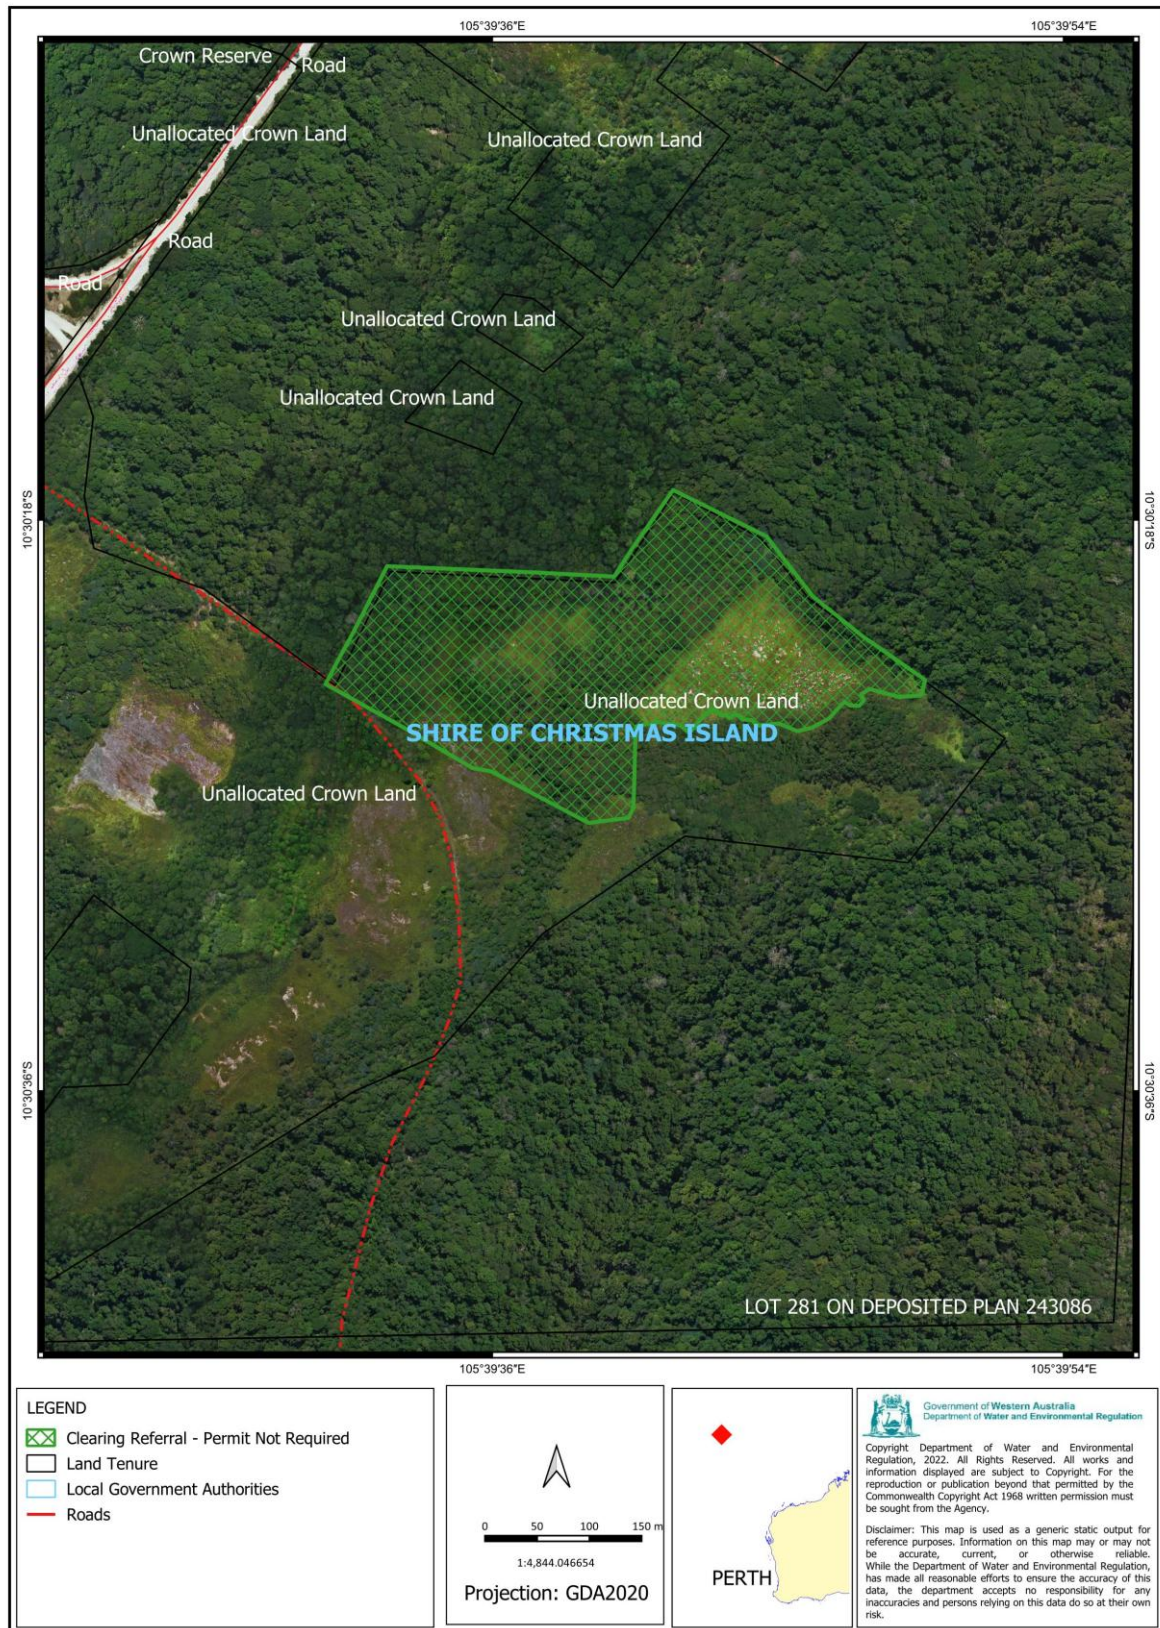 105°39'36"E
105°39'54"E
Crown Reserve
Road
Unallocated Crown Land
Unallocated Crown Land
Road
Road
Unallocated Crown Land
Unallocated Crown Land
10°30'18"S
10°30'18"S
Unallocated Crown Land
SHIRE OF CHRISTMAS ISLAND
Unallocated Crown Land
10°30'36"S
10°30'36"S
LOT 281 ON DEPOSITED PLAN 243086
105°39'36"E
105°39'54"E
LEGEND
Clearing Referral - Permit Not Required
Land Tenure
Local Government Authorities
Roads
0 50 100 150 m
1:4,844.046654
Projection: GDA2020
PERTH
Government of Western Australia
Department of Water and Environmental Regulation
Copyright Department of Water and Environmental
Regulation, 2022. All Rights Reserved. All works and
information displayed are subject to Copyright. For the
reproduction or publication beyond that permitted by the
Commonwealth Copyright Act 1968 written permission must
be sought from the Agency.
Disclaimer: This map is used as a generic static output for
reference purposes. Information on this map may or may not
be accurate, current, or otherwise reliable.
While the Department of Water and Environmental Regulation,
has made all reasonable efforts to ensure the accuracy of this
data, the department accepts no responsibility for any
inaccuracies and persons relying on this data do so at their own
risk.